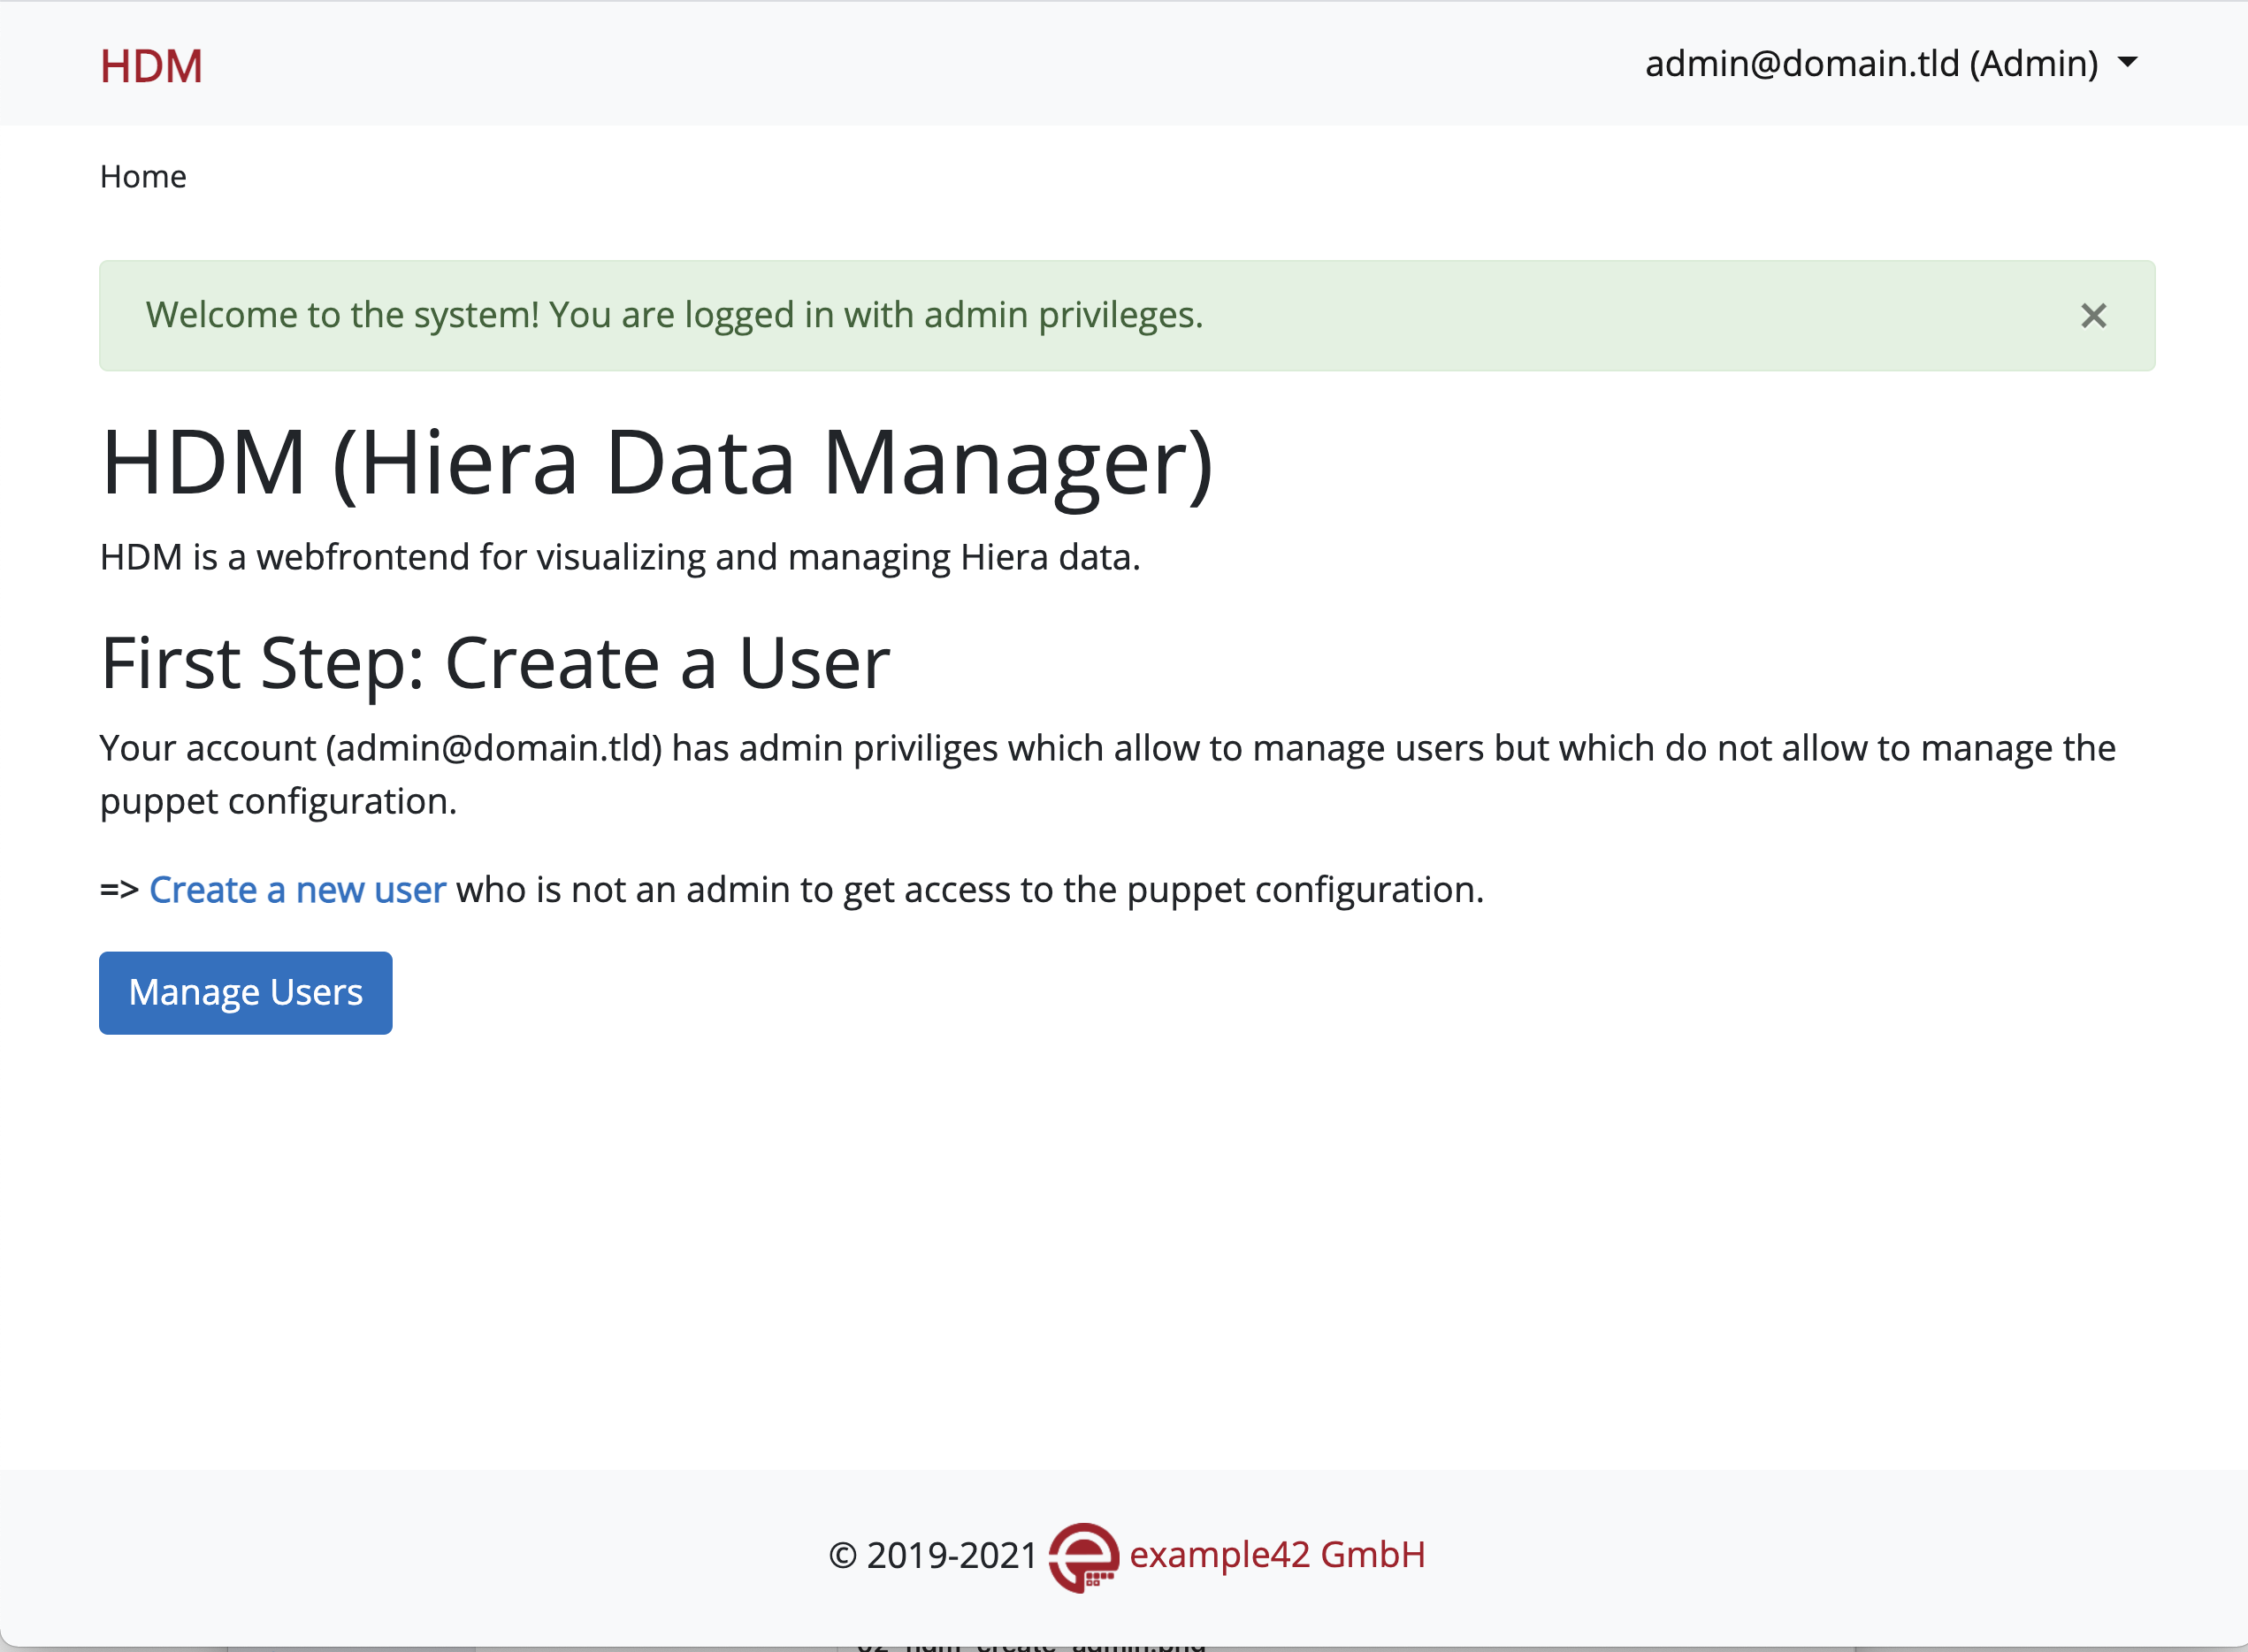 HDM
admin@domain.tld (Admin)
Home
Welcome to the system! You are logged in with admin privileges.
×
HDM (Hiera Data Manager)
HDM is a webfrontend for visualizing and managing Hiera data.
First Step: Create a User
Your account (admin@domain.tld) has admin priviliges which allow to manage users but which do not allow to manage the
puppet configuration.
=> Create a new user who is not an admin to get access to the puppet configuration.
Manage Users
© 2019-2021 example42 GmbH